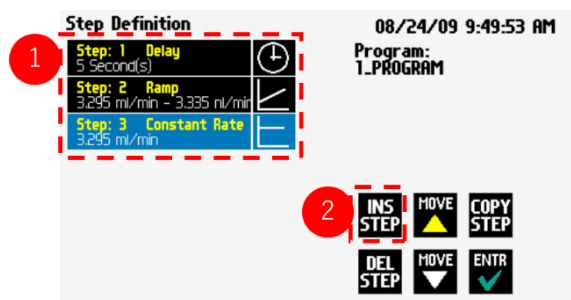 Step Definition
08/24/09 9:49:53 AM
1
Step: 1 Delay
5 Second(s)
Step: 2 Ramp
3.295 ml/min - 3.335 nl/mir
Step: 3 Constant Rate
3.295 ml/min
Program:
1_PROGRAM
2
INS STEP
MOVE
COPY STEP
DEL STEP
MOVE
ENTR